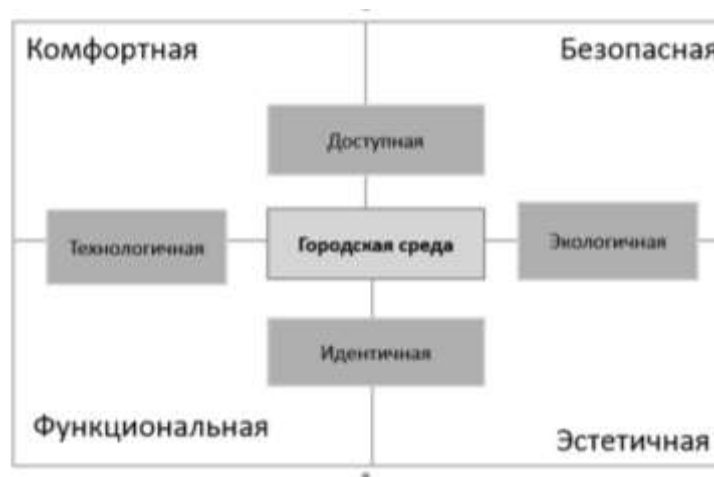 Комфортная
Безопасная
Доступная
Технологичная
Городская среда
Экологичная
Идентичная
Функциональная
Эстетичная